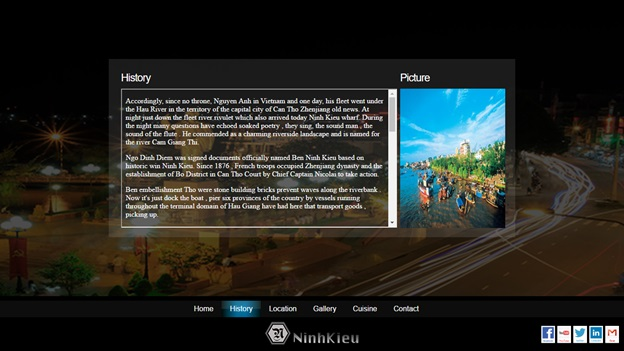 History
Picture
Accordingly, since no throne, Nguyen Anh in Vietnam and one day, his fleet went under
the Hau River in the territory of the capital city of Can Tho Zhenjiang old news. At
night just down the fleet river rivulet which also arrived today Ninh Kieu wharf. During
the night many questions have echoed soaked poetry , they sing, the sound man , the
sound of the flute . He commended as a charming riverside landscape and is named for
the river Cam Giang Thi.
Ngo Dinh Diem was signed documents officially named Ben Ninh Kieu based on
historic win Ninh Kieu. Since 1876 , French troops occupied Zhenjiang dynasty and the
establishment of Bo District in Can Tho Court by Chief Captain Nicolai to take action.
Ben embellishment Tho were stone building bricks prevent waves along the riverbank .
Now it's just dock the boat , pier six provinces of the country by vessels running
throughout the terminal domain of Hau Giang have had here that transport goods ,
picking up.
Home History Location Gallery Cuisine Contact
N NinhKieu
You Tube